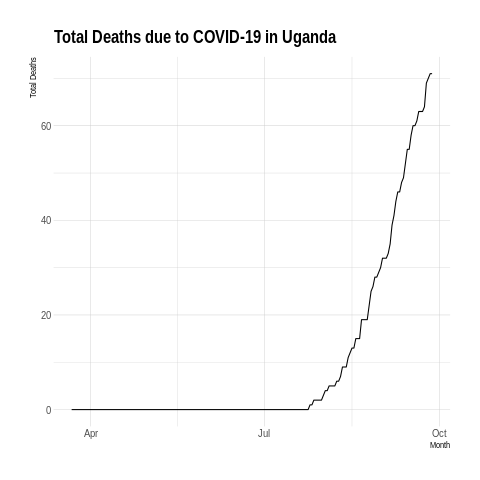 Total Deaths due to COVID-19 in Uganda
Total Deaths
60
40
20
0
Apr Jul Oct
Month